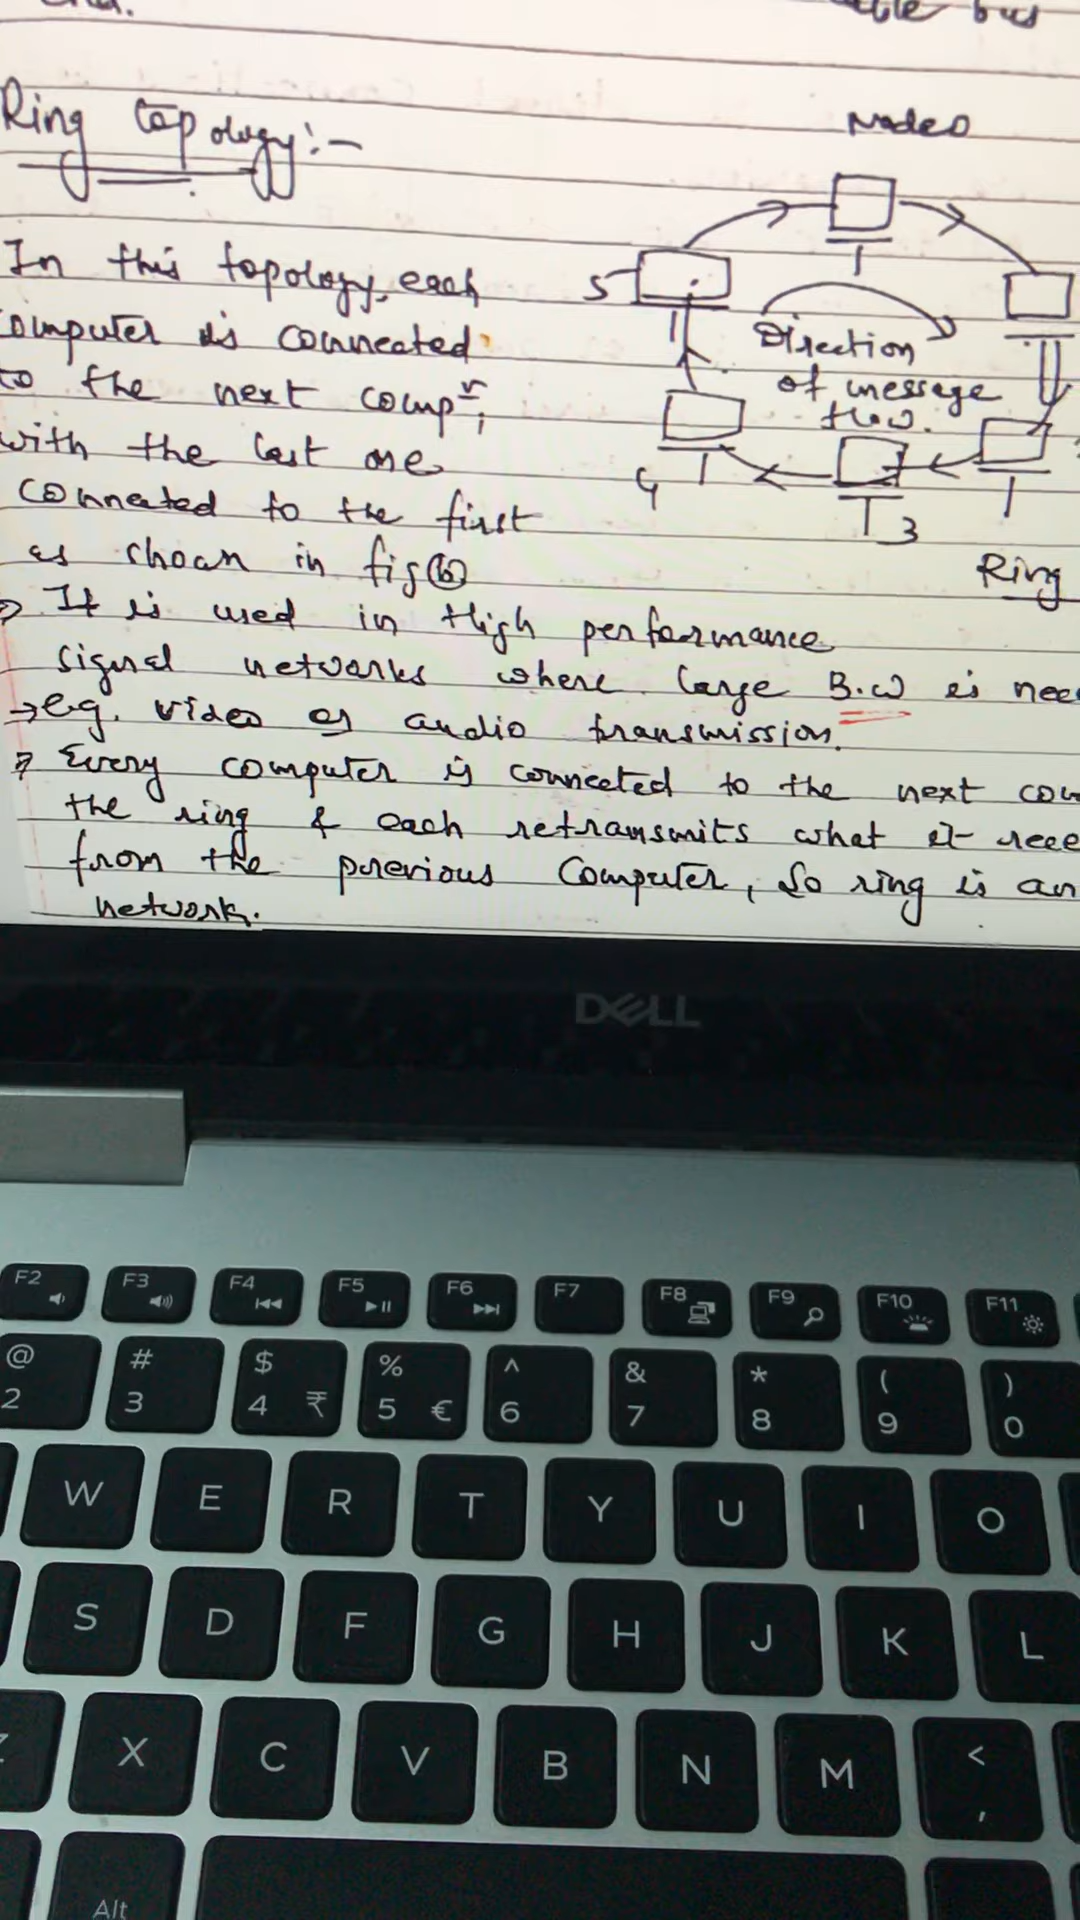 end.
bus
Ring topology:-
Nodes
In this topology, each
computer is connected
to the next compr,
with the last one
connected to the first
as shoan in fig(b)
5
Direction
of message
flow.
4
3
Ring
→ It is used in High performance
signal networks where large B.W is nee
→ e.g. video or audio transmission.
→ Every computer is connected to the next com
the ring & each retransmits what it rece
from the previous Computer, So ring is an
network.
DELL
F2 F3 F4 F5 F6 F7 F8 F9 F10 F11
@ # $ % ^ & * ( )
2 3 4 ₹ 5 € 6 7 8 9 0
W E R T Y U I O
S D F G H J K L
Z X C V B N M < ,
Alt